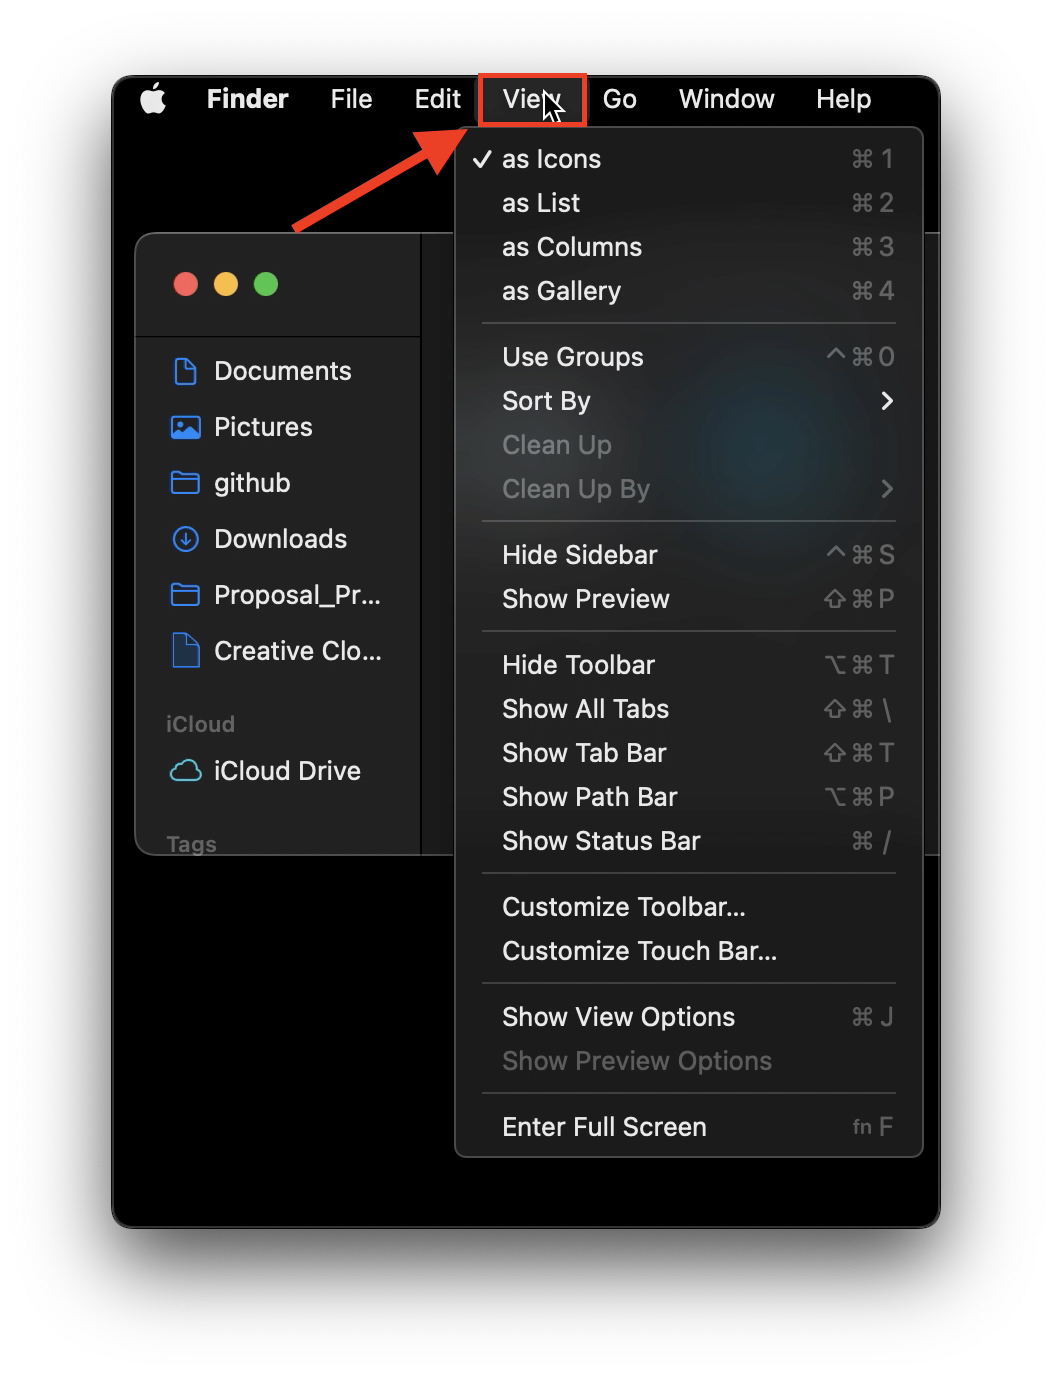 Finder File Edit View Go Window Help
as Icons ⌘ 1
as List ⌘ 2
as Columns ⌘ 3
as Gallery ⌘ 4
Use Groups ^ ⌘ 0
Sort By
Clean Up
Clean Up By
Hide Sidebar ^ ⌘ S
Show Preview ⇧ ⌘ P
Hide Toolbar ⌥ ⌘ T
Show All Tabs ⇧ ⌘ \
Show Tab Bar ⇧ ⌘ T
Show Path Bar ⌥ ⌘ P
Show Status Bar ⌘ /
Customize Toolbar...
Customize Touch Bar...
Show View Options ⌘ J
Show Preview Options
Enter Full Screen fn F
Documents
Pictures
github
Downloads
Proposal_Pr...
Creative Clo...
iCloud
iCloud Drive
Tags